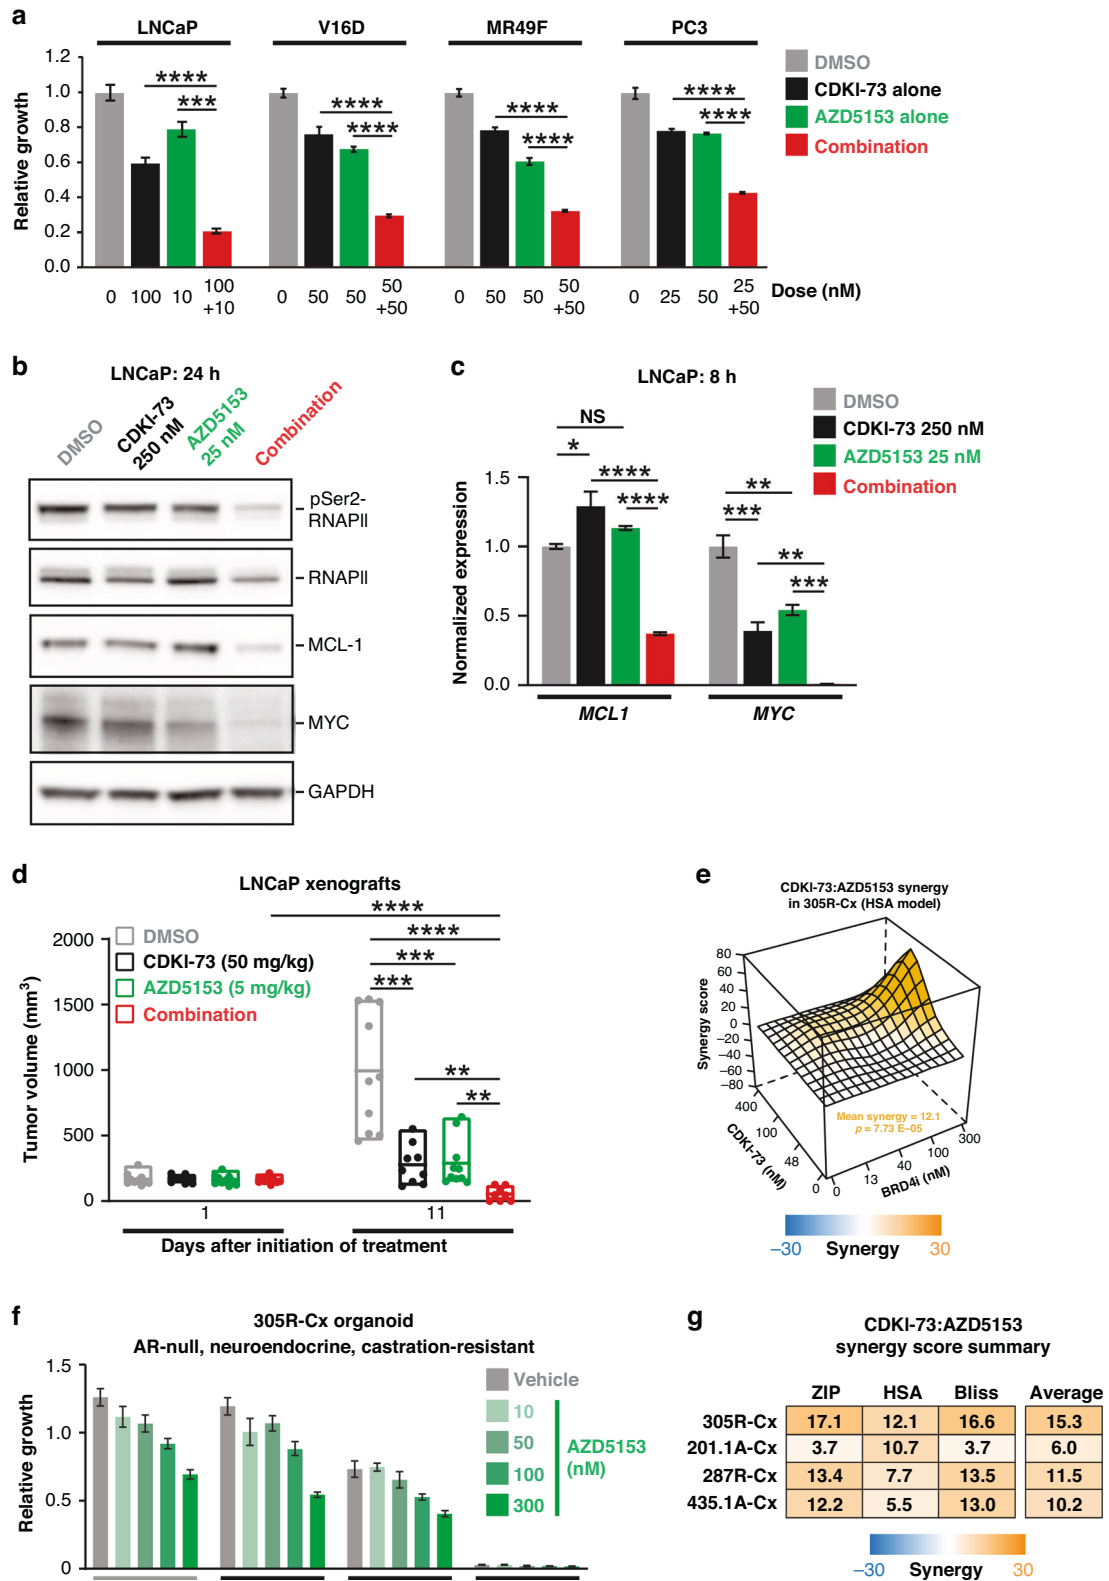 a
LNCaP
V16D
MR49F
PC3
DMSO
CDKI-73 alone
AZD5153 alone
Combination
Relative growth
1.2
1.0
0.8
0.6
0.4
0.2
0.0
**** *** **** **** **** **** **** ****
0 100 10 100 +10
0 50 50 50 +50
0 50 50 50 +50
0 25 50 25 +50
Dose (nM)
b
LNCaP: 24 h
DMSO
CDKI-73 250 nM
AZD5153 25 nM
Combination
pSer2-
RNAPII
RNAPII
MCL-1
MYC
GAPDH
c
LNCaP: 8 h
DMSO
CDKI-73 250 nM
AZD5153 25 nM
Combination
Normalized expression
1.5
1.0
0.5
0.0
NS
*
****
****
**
***
**
***
MCL1
MYC
d
LNCaP xenografts
DMSO
CDKI-73 (50 mg/kg)
AZD5153 (5 mg/kg)
Combination
Tumor volume (mm³)
2000
1500
1000
500
0
****
****
***
***
**
**
1
11
Days after initiation of treatment
e
CDKI-73:AZD5153 synergy
in 305R-Cx (HSA model)
Synergy score
80
60
40
20
0
−20
−40
−60
−80
400
100
48
0
CDKI-73 (nM)
0
13
40
100
300
BRD4i (nM)
Mean synergy = 12.1
p = 7.73 E–05
−30 Synergy 30
f
305R-Cx organoid
AR-null, neuroendocrine, castration-resistant
Relative growth
1.5
1.0
0.5
0
Vehicle
10
50
100
300
AZD5153
(nM)
g
CDKI-73:AZD5153
synergy score summary
ZIP HSA Bliss Average
305R-Cx 17.1 12.1 16.6 15.3
201.1A-Cx 3.7 10.7 3.7 6.0
287R-Cx 13.4 7.7 13.5 11.5
435.1A-Cx 12.2 5.5 13.0 10.2
−30 Synergy 30